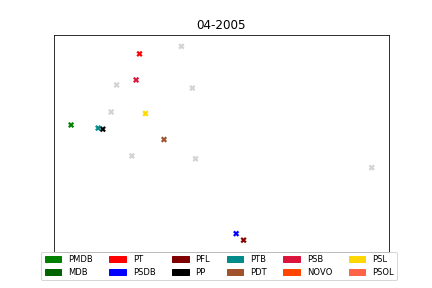 04-2005
PMDB PT PFL PTB PSB PSL
MDB PSDB PP PDT NOVO PSOL